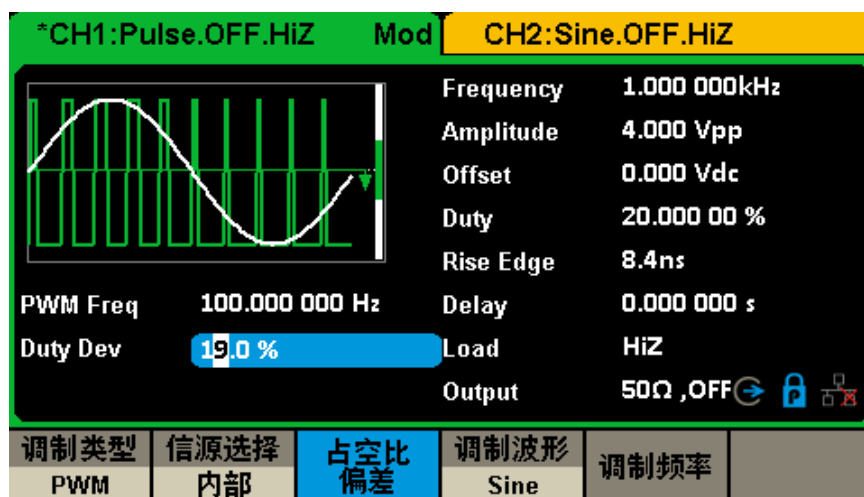 *CH1:Pulse.OFF.HiZ Mod
CH2:Sine.OFF.HiZ
Frequency 1.000 000kHz
Amplitude 4.000 Vpp
Offset 0.000 Vdc
Duty 20.000 00 %
Rise Edge 8.4ns
PWM Freq 100.000 000 Hz
Delay 0.000 000 s
Duty Dev 19.0 %
Load HiZ
Output 50Ω ,OFF
P
调制类型
PWM
信源选择
内部
占空比
偏差
调制波形
Sine
调制频率